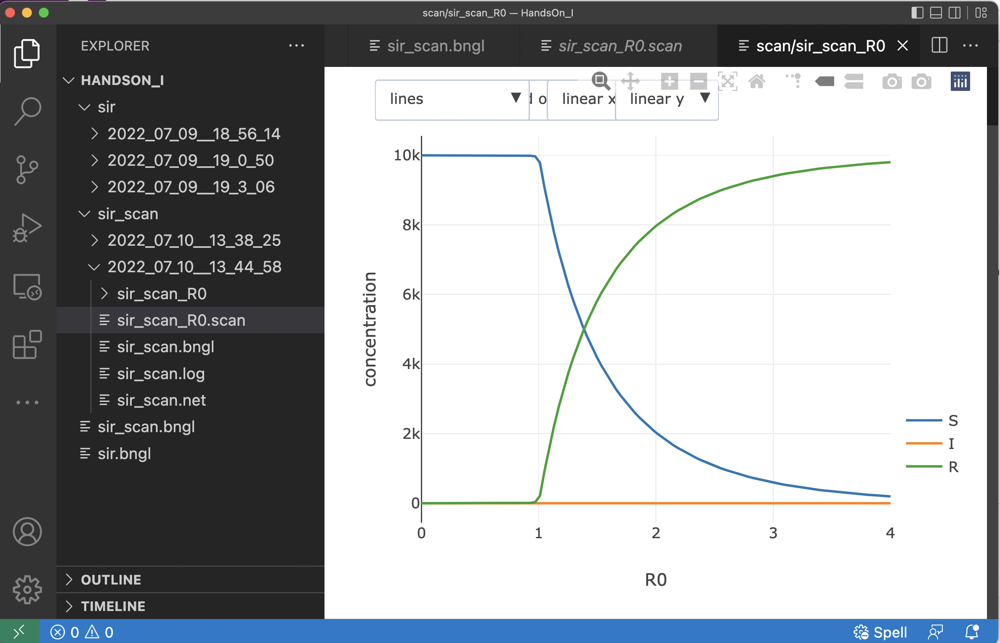 scan/sir_scan_R0 — HandsOn_I
EXPLORER
sir_scan.bngl
sir_scan_R0.scan
scan/sir_scan_R0
HANDSON_I
sir
2022_07_09__18_56_14
2022_07_09__19_0_50
2022_07_09__19_3_06
sir_scan
2022_07_10__13_38_25
2022_07_10__13_44_58
sir_scan_R0
sir_scan_R0.scan
sir_scan.bngl
sir_scan.log
sir_scan.net
sir_scan.bngl
sir.bngl
OUTLINE
TIMELINE
lines
linear x
linear y
10k
8k
6k
4k
2k
0
concentration
0 1 2 3 4
R0
S
I
R
0 0
Spell